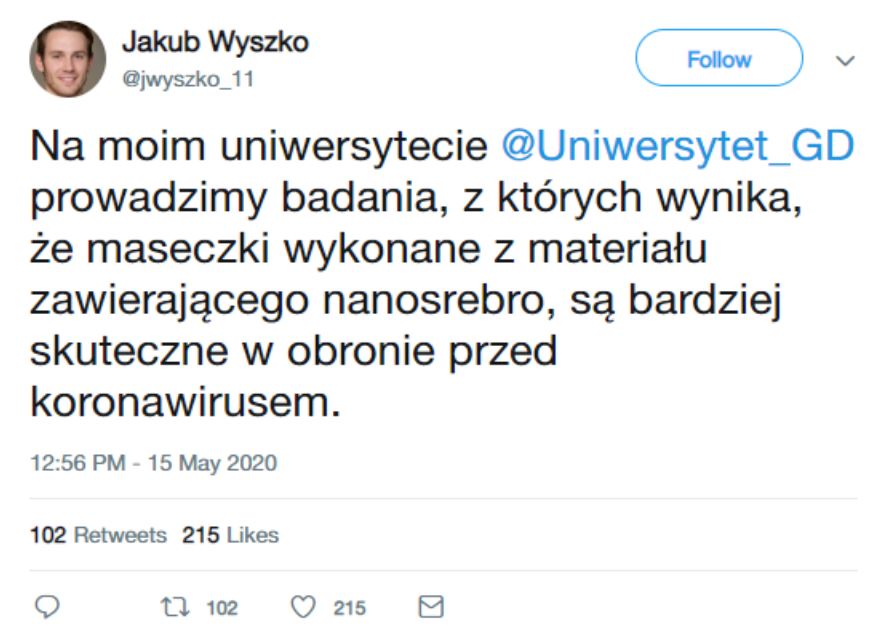 Jakub Wyszko
@jwyszko_11
Follow
Na moim uniwersytecie @Uniwersytet_GD
prowadzimy badania, z których wynika,
że maseczki wykonane z materiału
zawierającego nanosrebro, są bardziej
skuteczne w obronie przed
koronawirusem.
12:56 PM - 15 May 2020
102 Retweets 215 Likes
102 215